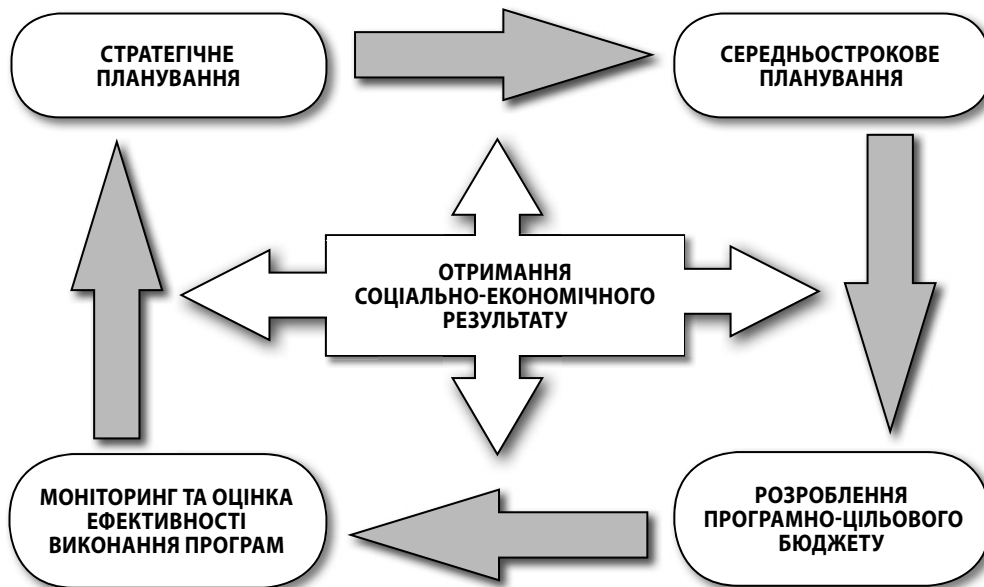 СТРАТЕГІЧНЕ
ПЛАНУВАННЯ
СЕРЕДНЬОСТРОКОВЕ
ПЛАНУВАННЯ
ОТРИМАННЯ
СОЦІАЛЬНО-ЕКОНОМІЧНОГО
РЕЗУЛЬТАТУ
МОНІТОРИНГ ТА ОЦІНКА
ЕФЕКТИВНОСТІ
ВИКОНАННЯ ПРОГРАМ
РОЗРОБЛЕННЯ
ПРОГРАМНО-ЦІЛЬОВОГО
БЮДЖЕТУ